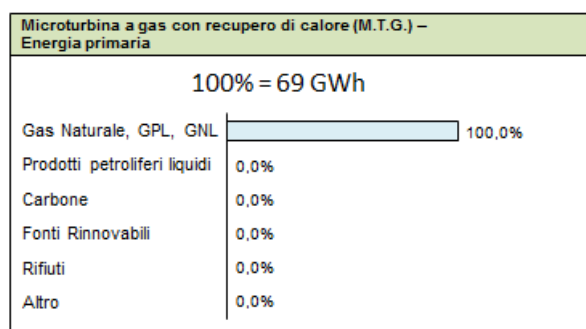 Microturbina a gas con recupero di calore (M.T.G.) –
Energia primaria
100% = 69 GWh
Gas Naturale, GPL, GNL 100,0%
Prodotti petroliferi liquidi 0,0%
Carbone 0,0%
Fonti Rinnovabili 0,0%
Rifiuti 0,0%
Altro 0,0%